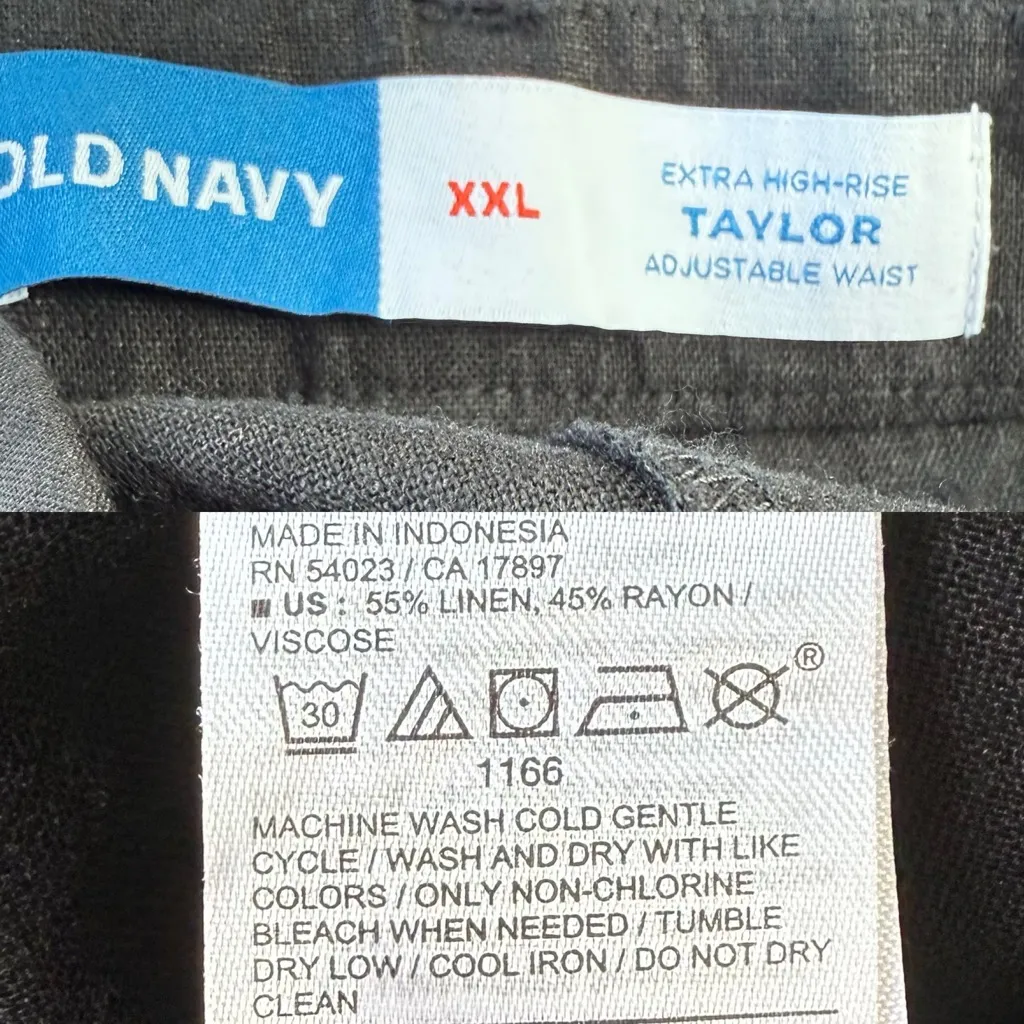 OLD NAVY
XXL
EXTRA HIGH-RISE
TAYLOR
ADJUSTABLE WAIST
MADE IN INDONESIA
RN 54023 / CA 17897
US : 55% LINEN, 45% RAYON /
VISCOSE
30
®
1166
MACHINE WASH COLD GENTLE
CYCLE / WASH AND DRY WITH LIKE
COLORS / ONLY NON-CHLORINE
BLEACH WHEN NEEDED / TUMBLE
DRY LOW / COOL IRON / DO NOT DRY
CLEAN